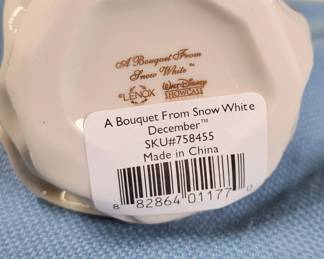 A Bouquet From
Snow White™
LENOX WALT DISNEY
SHOWCASE
A Bouquet From Snow White
December™
SKU#758455
Made in China
8 82864 01177 0